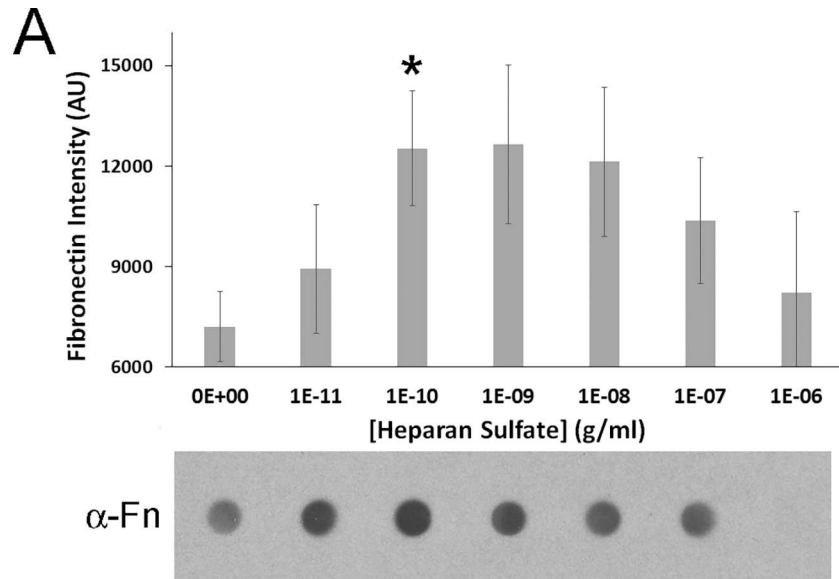 A
Fibronectin Intensity (AU)
15000
12000
9000
6000
*
0E+00 1E-11 1E-10 1E-09 1E-08 1E-07 1E-06
[Heparan Sulfate] (g/ml)
α-Fn